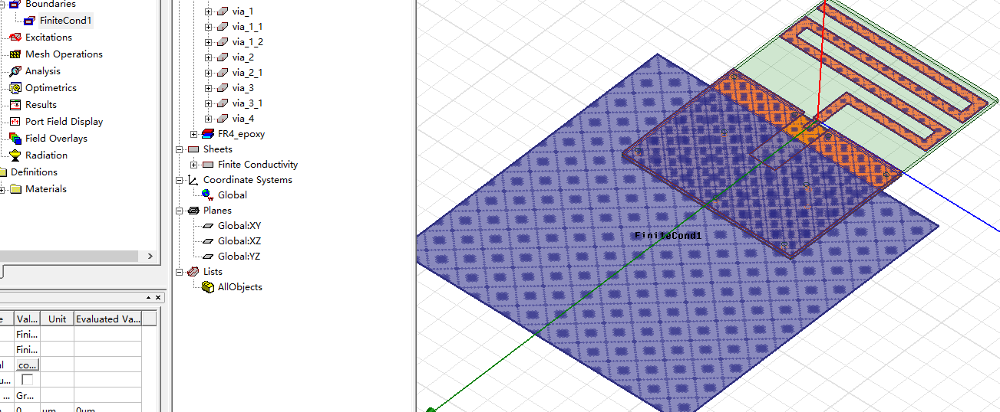 Boundaries
FiniteCond1
Excitations
Mesh Operations
Analysis
Optimetrics
Results
Port Field Display
Field Overlays
Radiation
Definitions
Materials
via_1
via_1_1
via_1_2
via_2
via_2_1
via_3
via_3_1
via_4
FR4_epoxy
Sheets
Finite Conductivity
Coordinate Systems
Global
Planes
Global:XY
Global:XZ
Global:YZ
Lists
AllObjects
e Val... Unit Evaluated Va...
Fini...
Fini...
co...
u...
... Gr...
0 um 0um
FiniteCond1